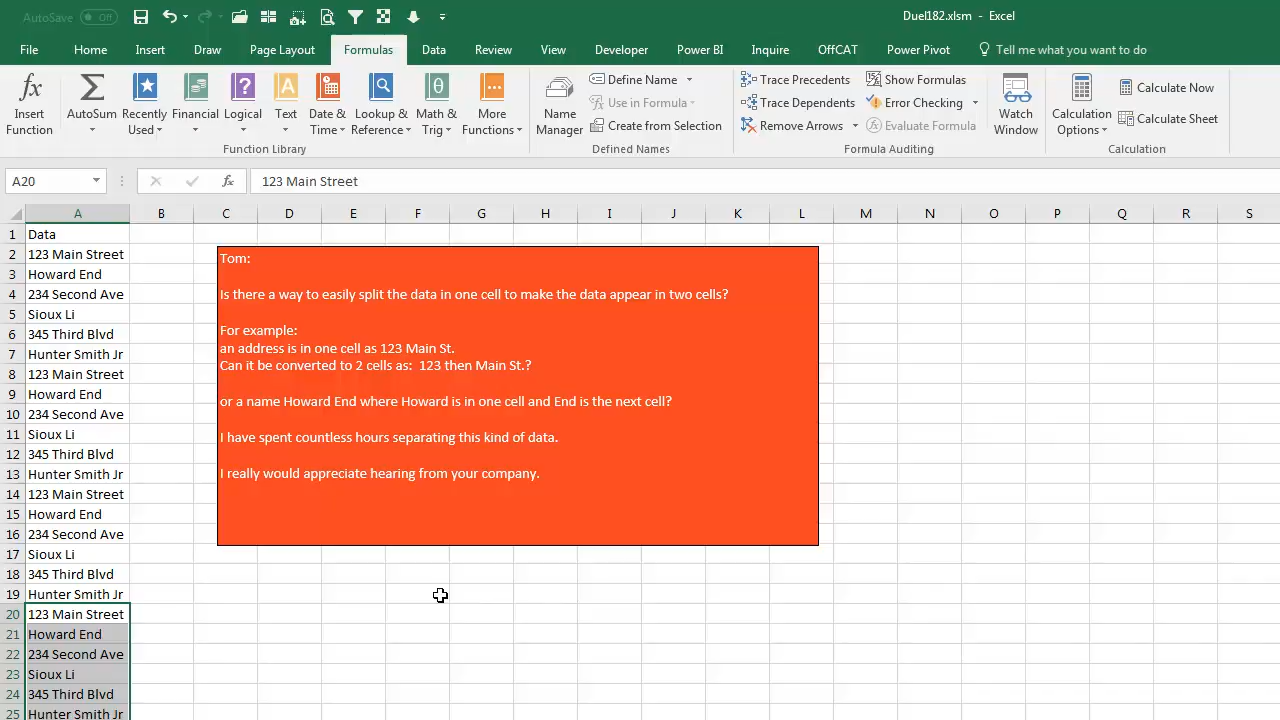 AutoSave Off
Duel182.xlsm - Excel
File Home Insert Draw Page Layout Formulas Data Review View Developer Power BI Inquire OffCAT Power Pivot Tell me what you want to do
Insert Function
AutoSum
Recently Used
Financial
Logical
Text
Date & Time
Lookup & Reference
Math & Trig
More Functions
Function Library
Name Manager
Define Name
Use in Formula
Create from Selection
Defined Names
Trace Precedents
Trace Dependents
Remove Arrows
Show Formulas
Error Checking
Evaluate Formula
Formula Auditing
Watch Window
Calculation Options
Calculate Now
Calculate Sheet
Calculation
A20
fx
123 Main Street
A B C D E F G H I J K L M N O P Q R S
1 Data
2 123 Main Street
3 Howard End
4 234 Second Ave
5 Sioux Li
6 345 Third Blvd
7 Hunter Smith Jr
8 123 Main Street
9 Howard End
10 234 Second Ave
11 Sioux Li
12 345 Third Blvd
13 Hunter Smith Jr
14 123 Main Street
15 Howard End
16 234 Second Ave
17 Sioux Li
18 345 Third Blvd
19 Hunter Smith Jr
20 123 Main Street
21 Howard End
22 234 Second Ave
23 Sioux Li
24 345 Third Blvd
25 Hunter Smith Jr
Tom:
Is there a way to easily split the data in one cell to make the data appear in two cells?
For example:
an address is in one cell as 123 Main St.
Can it be converted to 2 cells as: 123 then Main St.?
or a name Howard End where Howard is in one cell and End is the next cell?
I have spent countless hours separating this kind of data.
I really would appreciate hearing from your company.